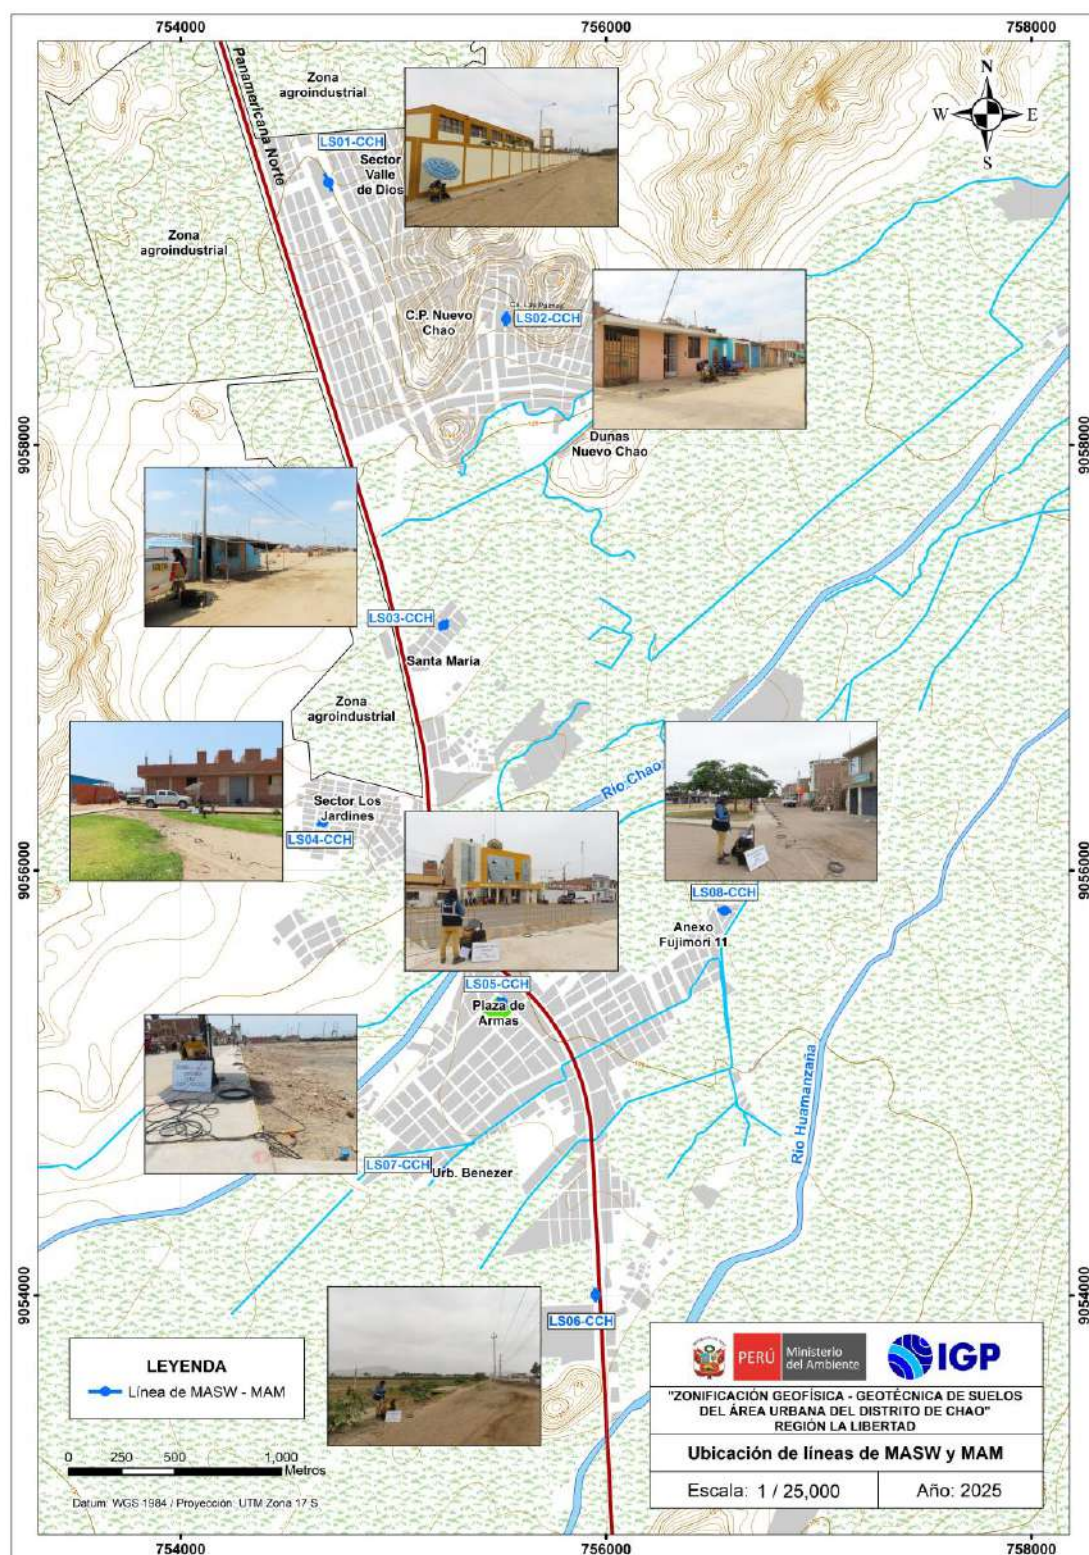 754000
756000
758000
Panamericana Norte
Zona
agroindustrial
N
W
E
S
LS01-CCH
Sector
Valle
de Dios
Zona
agroindustrial
C.P. Nuevo
Chao
LS02-CCH
9058000
9058000
Dunas
Nuevo Chao
LS03-CCH
Santa María
Zona
agroindustrial
Río Chao
Sector Los
Jardines
LS04-CCH
9056000
9056000
LS08-CCH
Anexo
Fujimori 11
LS05-CCH
Plaza de
Armas
Río Huamanzaña
LS07-CCH
Urb. Benezer
9054000
9054000
LS06-CCH
LEYENDA
Línea de MASW - MAM
0 250 500 1,000
Metros
Datum: WGS 1984 / Proyección: UTM Zona 17 S
PERÚ
Ministerio
del Ambiente
IGP
"ZONIFICACIÓN GEOFÍSICA - GEOTÉCNICA DE SUELOS
DEL ÁREA URBANA DEL DISTRITO DE CHAO"
REGIÓN LA LIBERTAD
Ubicación de líneas de MASW y MAM
Escala: 1 / 25,000
Año: 2025
754000
756000
758000